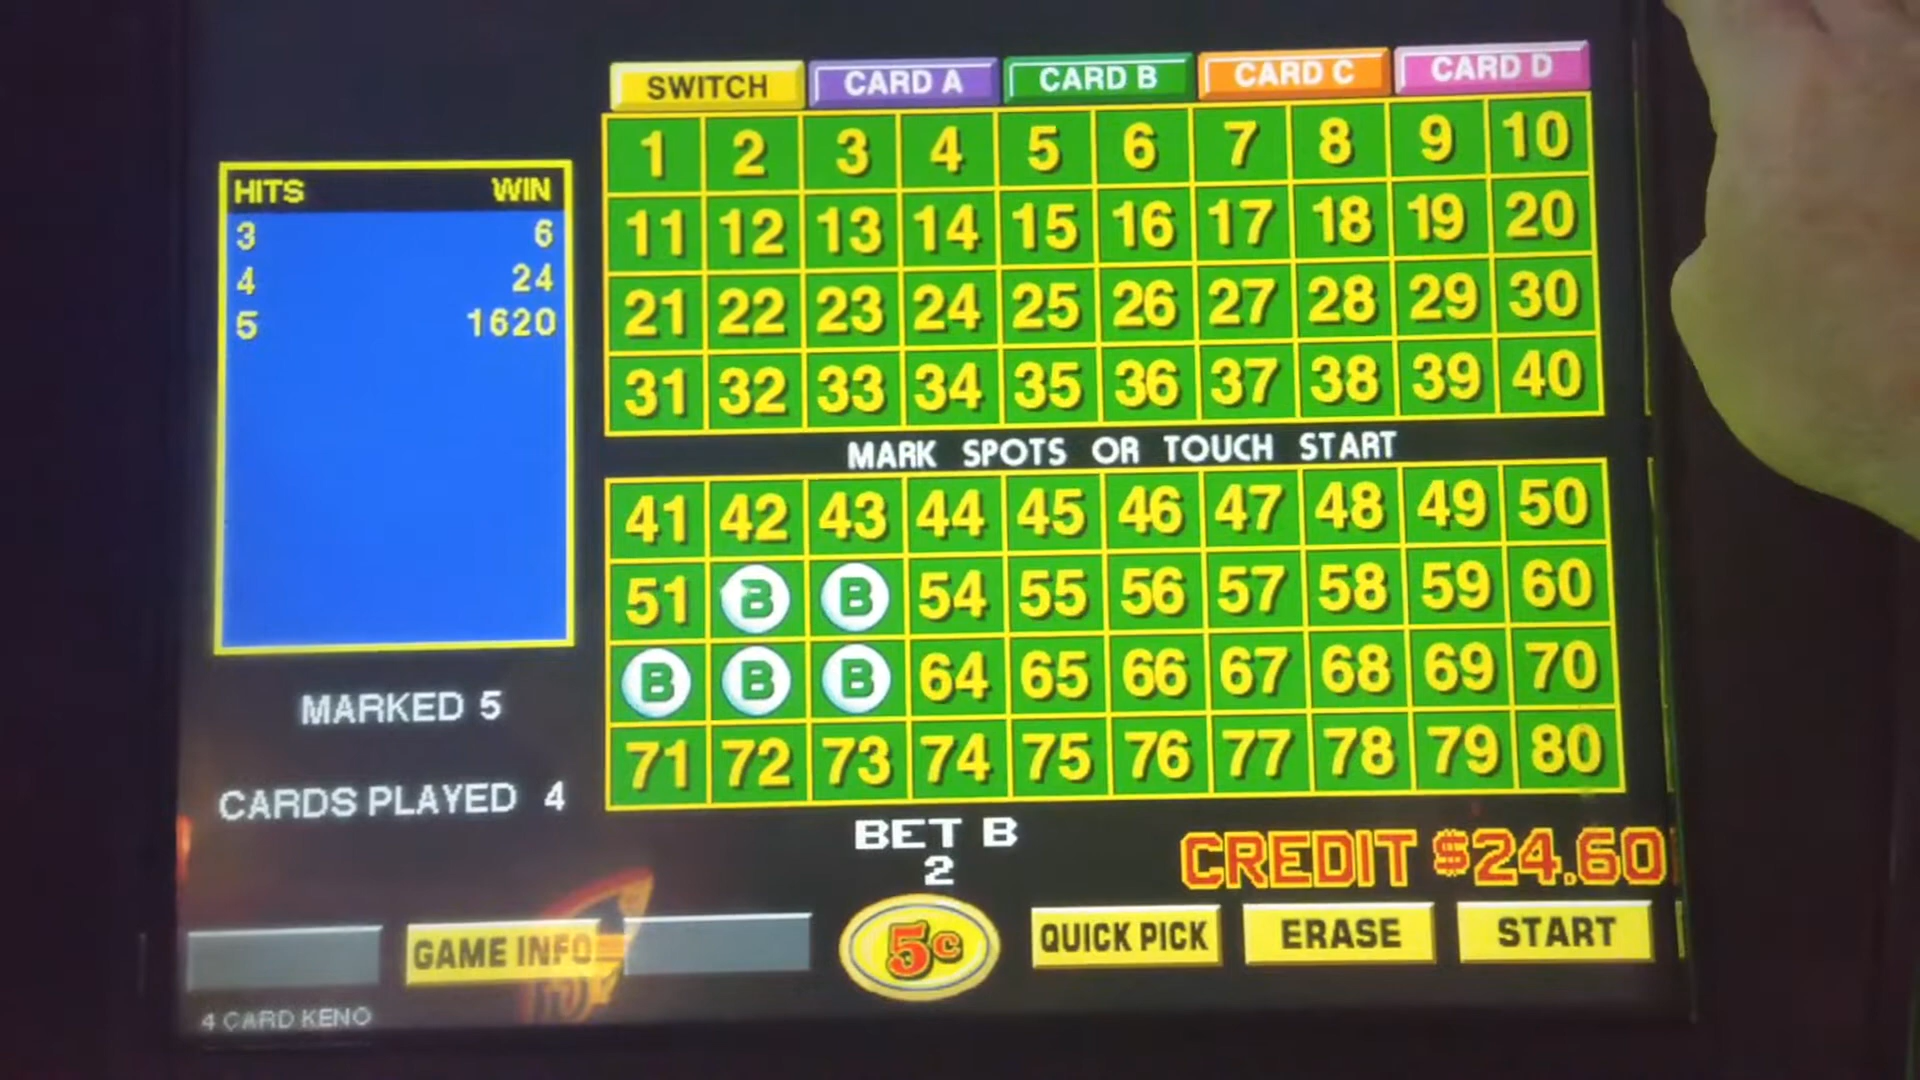 SWITCH CARD A CARD B CARD C CARD D
HITS WIN
3 6
4 24
5 1620
1 2 3 4 5 6 7 8 9 10
11 12 13 14 15 16 17 18 19 20
21 22 23 24 25 26 27 28 29 30
31 32 33 34 35 36 37 38 39 40
MARK SPOTS OR TOUCH START
41 42 43 44 45 46 47 48 49 50
51 B B 54 55 56 57 58 59 60
B B B 64 65 66 67 68 69 70
71 72 73 74 75 76 77 78 79 80
MARKED 5
CARDS PLAYED 4
BET B
2
CREDIT $24.60
GAME INFO 5¢ QUICK PICK ERASE START
4 CARD KENO